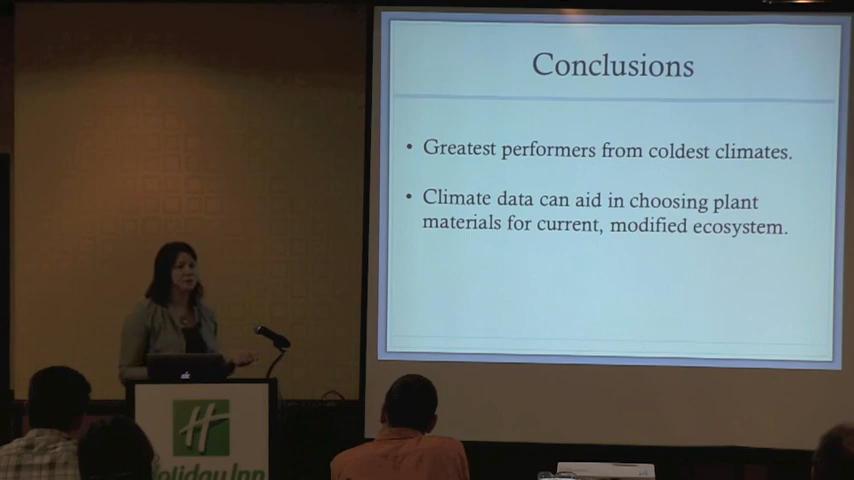 Conclusions
• Greatest performers from coldest climates.
• Climate data can aid in choosing plant
materials for current, modified ecosystem.
H
Holiday Inn